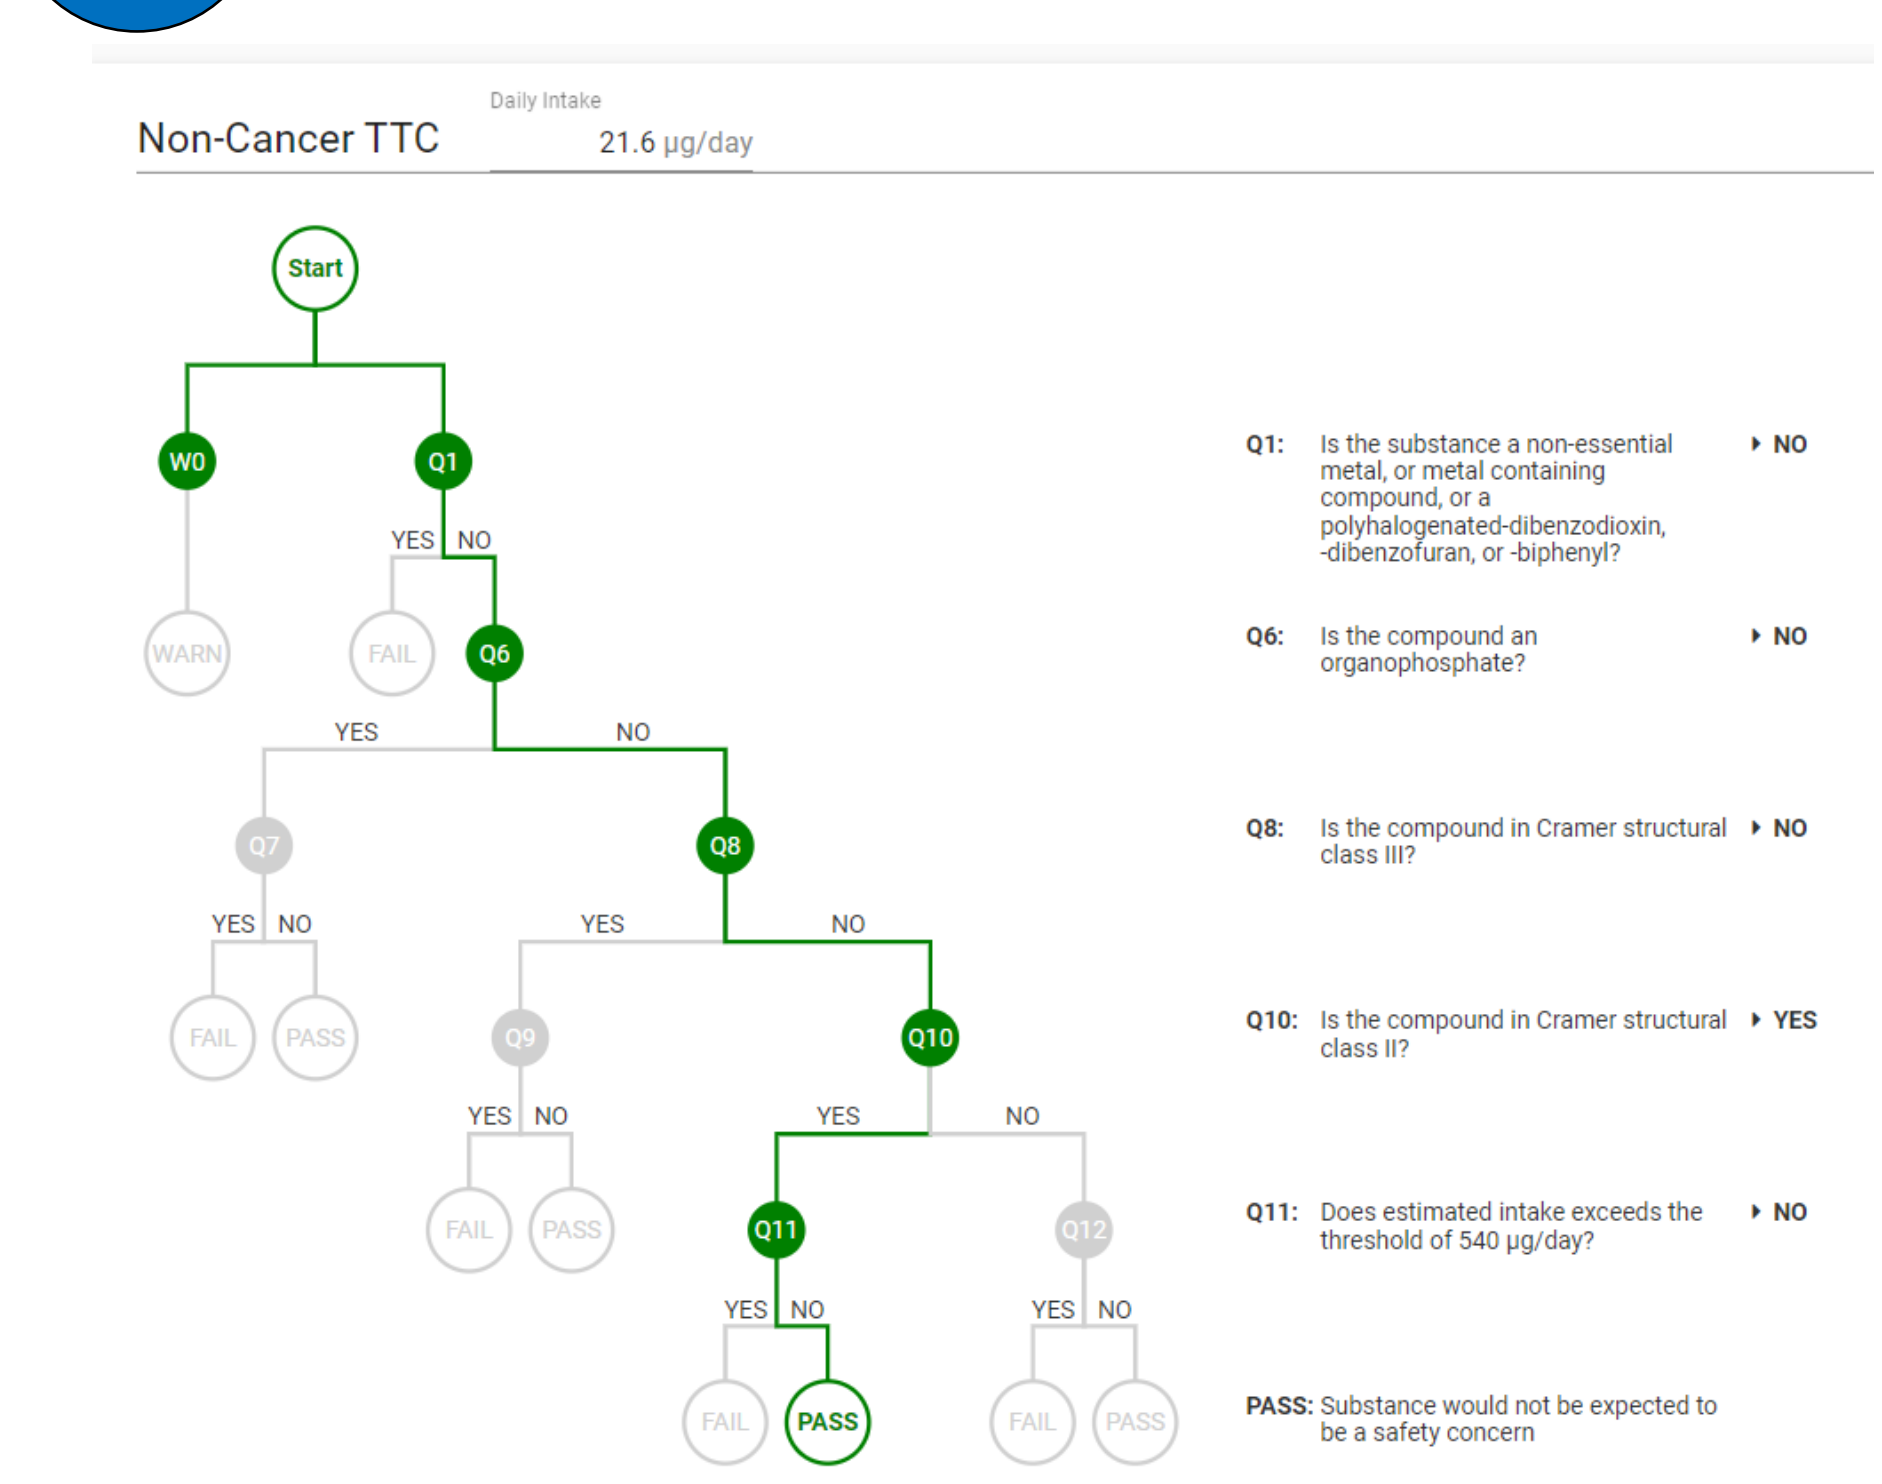 Daily Intake
Non-Cancer TTC
21.6 µg/day
Start
W0
Q1
YES NO
WARN
FAIL
Q6
YES
NO
Q7
Q8
YES NO
YES
NO
FAIL
PASS
Q9
Q10
YES NO
YES
NO
FAIL
PASS
Q11
Q12
YES NO
YES NO
FAIL
PASS
FAIL
PASS
Q1: Is the substance a non-essential
metal, or metal containing
compound, or a
polyhalogenated-dibenzodioxin,
-dibenzofuran, or -biphenyl?
NO
Q6: Is the compound an
organophosphate?
NO
Q8: Is the compound in Cramer structural
class III?
NO
Q10: Is the compound in Cramer structural
class II?
YES
Q11: Does estimated intake exceeds the
threshold of 540 µg/day?
NO
PASS: Substance would not be expected to
be a safety concern